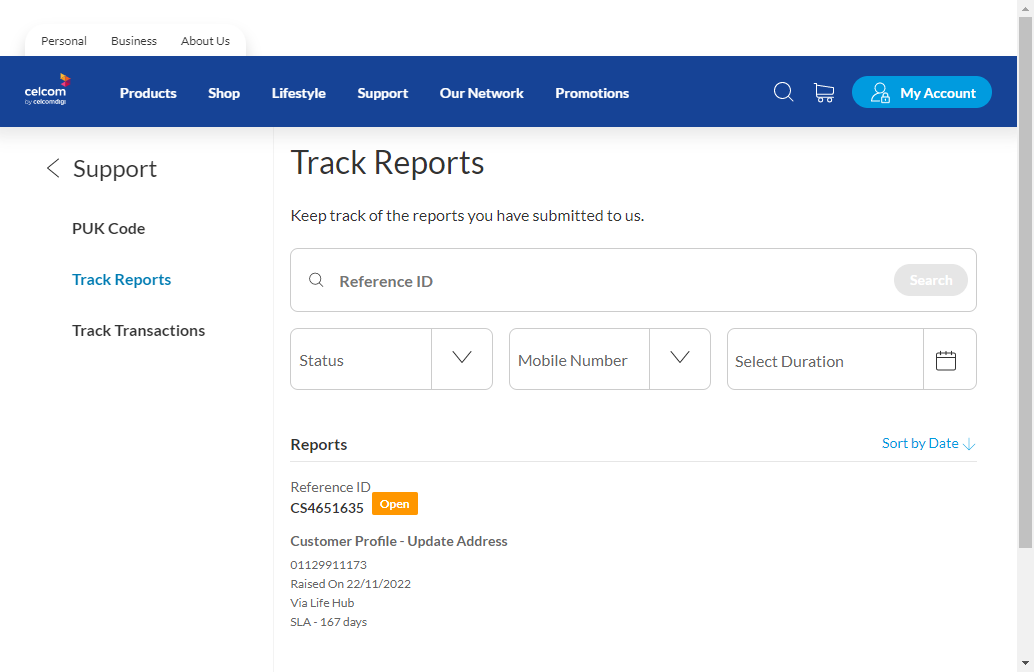 Personal Business About Us
celcom
by celcomdigi
Products Shop Lifestyle Support Our Network Promotions My Account
Support
PUK Code
Track Reports
Track Transactions
Track Reports
Keep track of the reports you have submitted to us.
Reference ID Search
Status Mobile Number Select Duration
Reports Sort by Date
Reference ID
CS4651635 Open
Customer Profile - Update Address
01129911173
Raised On 22/11/2022
Via Life Hub
SLA - 167 days